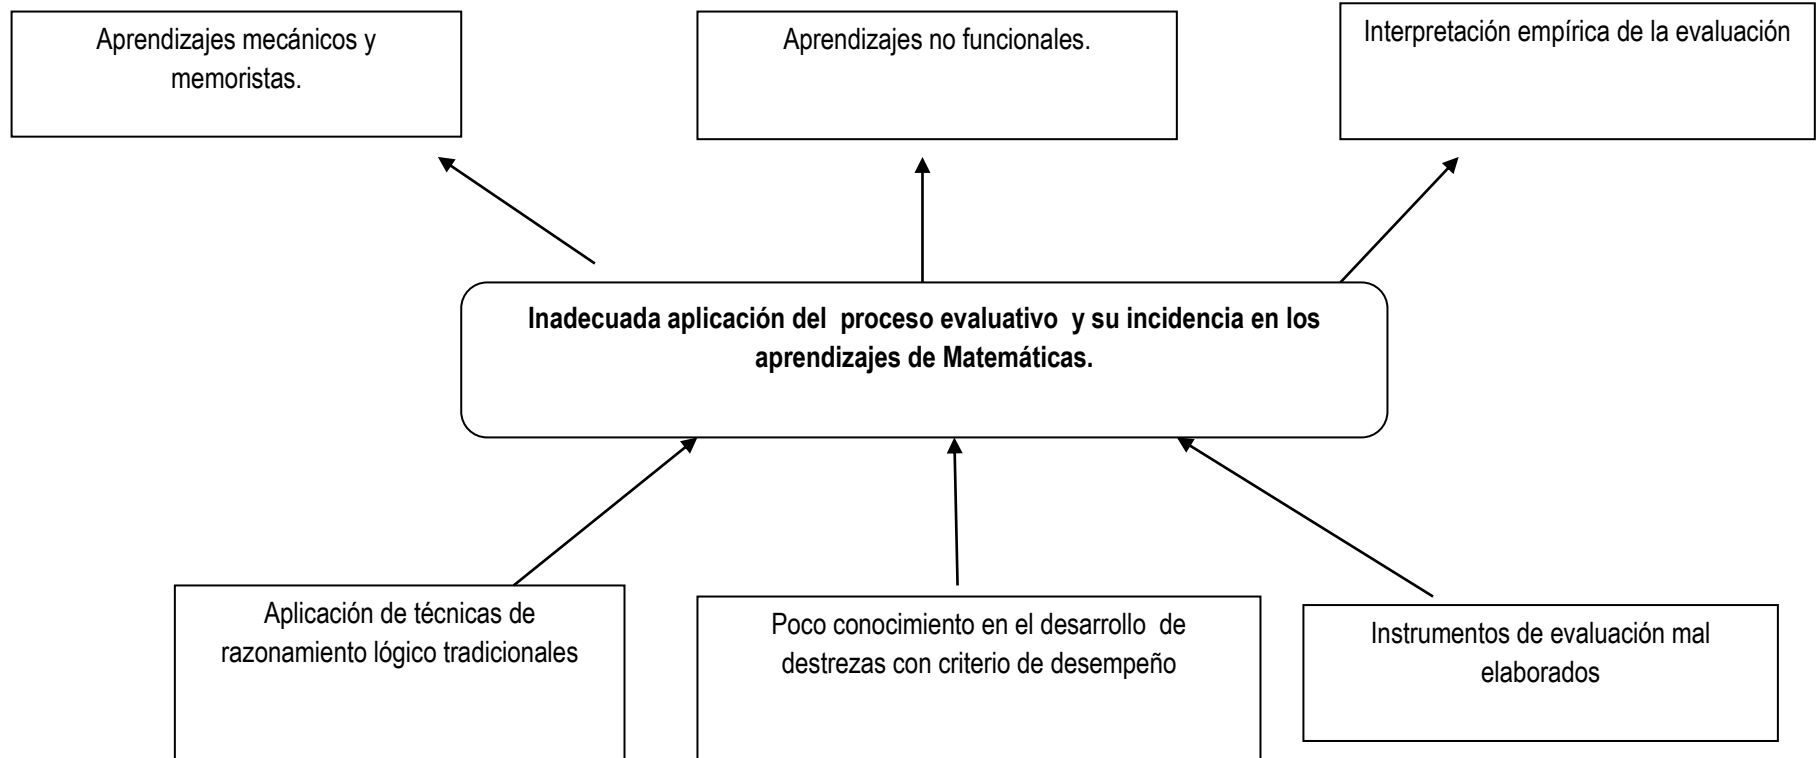 Aprendizajes mecánicos y
memoristas.
Aprendizajes no funcionales.
Interpretación empírica de la evaluación
Inadecuada aplicación del  proceso evaluativo  y su incidencia en los
aprendizajes de Matemáticas.
Aplicación de técnicas de
razonamiento lógico tradicionales
Poco conocimiento en el desarrollo  de
destrezas con criterio de desempeño
Instrumentos de evaluación mal
elaborados